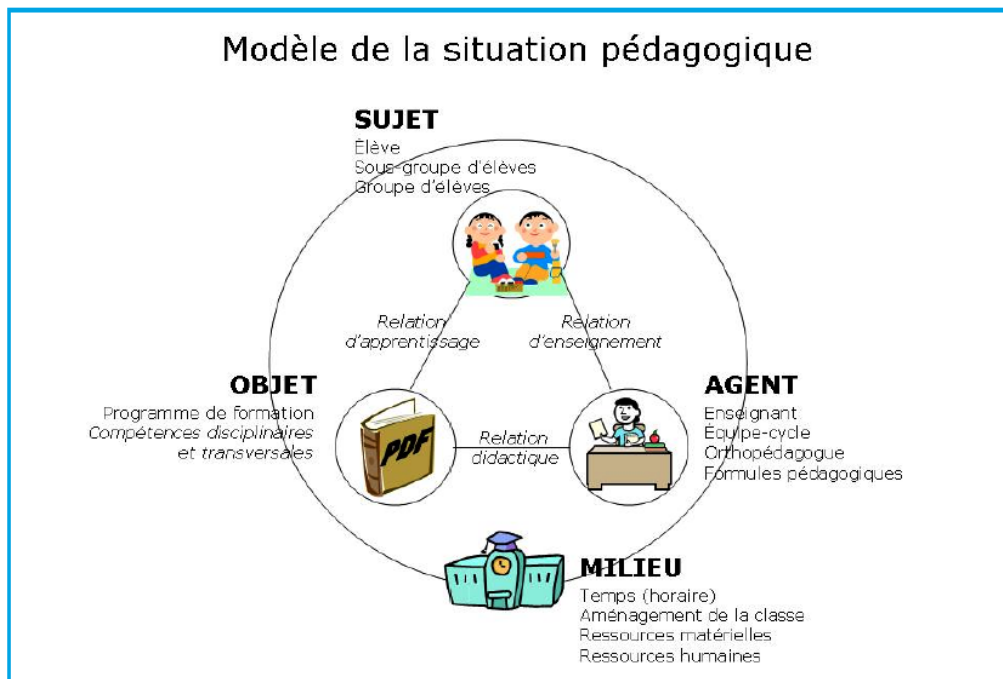 Modèle de la situation pédagogique
SUJET
Élève
Sous-groupe d'élèves
Groupe d'élèves
Relation
d'apprentissage
Relation
d'enseignement
OBJET
Programme de formation
Compétences disciplinaires
et transversales
PDF
Relation
didactique
AGENT
Enseignant
Équipe-cycle
Orthopédagogue
Formules pédagogiques
MILIEU
Temps (horaire)
Aménagement de la classe
Ressources matérielles
Ressources humaines